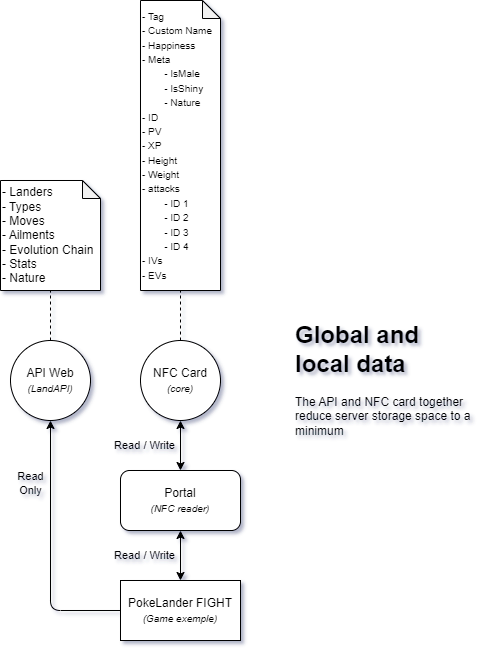 - Tag
- Custom Name
- Happiness
- Meta
- IsMale
- IsShiny
- Nature
- ID
- PV
- XP
- Height
- Weight
- attacks
- ID 1
- ID 2
- ID 3
- ID 4
- IVs
- EVs
- Landers
- Types
- Moves
- Ailments
- Evolution Chain
- Stats
- Nature
API Web
(LandAPI)
NFC Card
(core)
Global and
local data
The API and NFC card together
reduce server storage space to a
minimum
Read / Write
Read
Only
Portal
(NFC reader)
Read / Write
PokeLander FIGHT
(Game exemple)